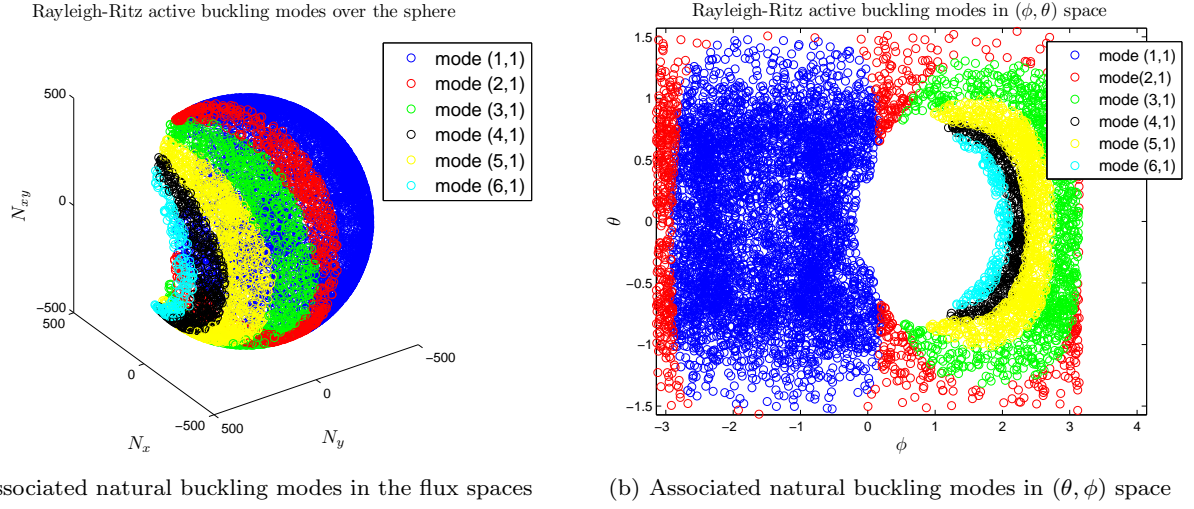 Rayleigh-Ritz active buckling modes over the sphere
mode (1,1)
mode (2,1)
mode (3,1)
mode (4,1)
mode (5,1)
mode (6,1)
500
0
−500
N_{xy}
500
0
−500
N_x
500
0
−500
N_y
ssociated natural buckling modes in the flux spaces
Rayleigh-Ritz active buckling modes in (ϕ, θ) space
mode (1,1)
mode(2,1)
mode (3,1)
mode (4,1)
mode (5,1)
mode (6,1)
1.5
1
0.5
0
−0.5
−1
−1.5
θ
−3 −2 −1 0 1 2 3 4
ϕ
(b) Associated natural buckling modes in (θ, ϕ) space